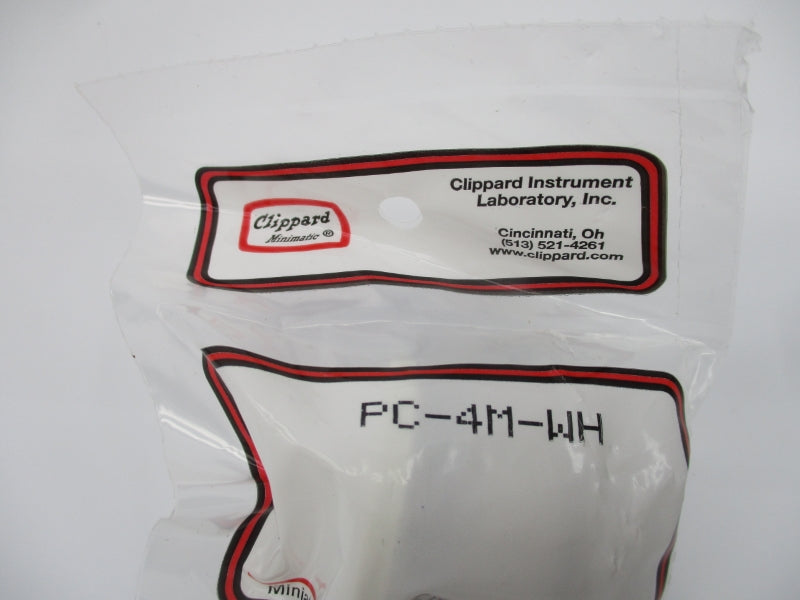 Clippard
Minimatic ®
Clippard Instrument
Laboratory, Inc.
Cincinnati, Oh
(513) 521-4261
www.clippard.com
PC-4M-WH